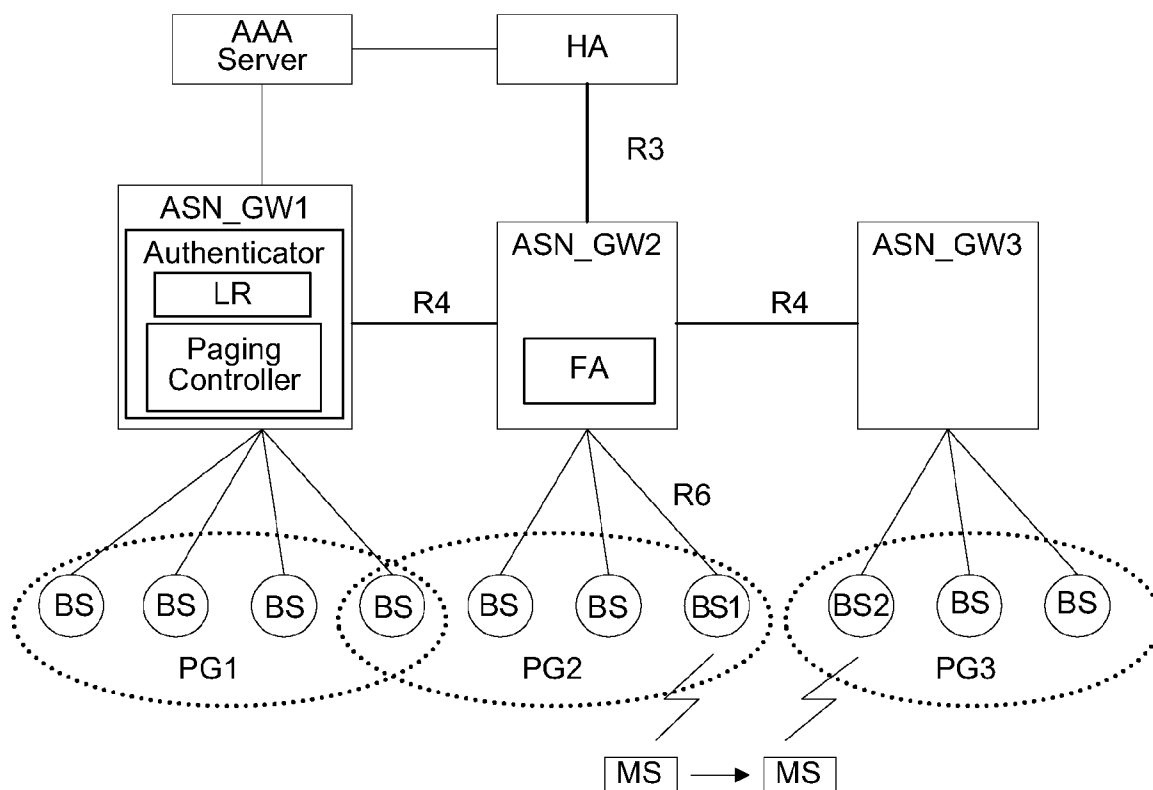 AAA
Server
HA
R3
ASN_GW1
Authenticator
LR
Paging
Controller
R4
ASN_GW2
FA
R4
ASN_GW3
R6
BS
BS
BS
BS
BS
BS
BS1
BS2
BS
BS
PG1
PG2
PG3
MS
MS